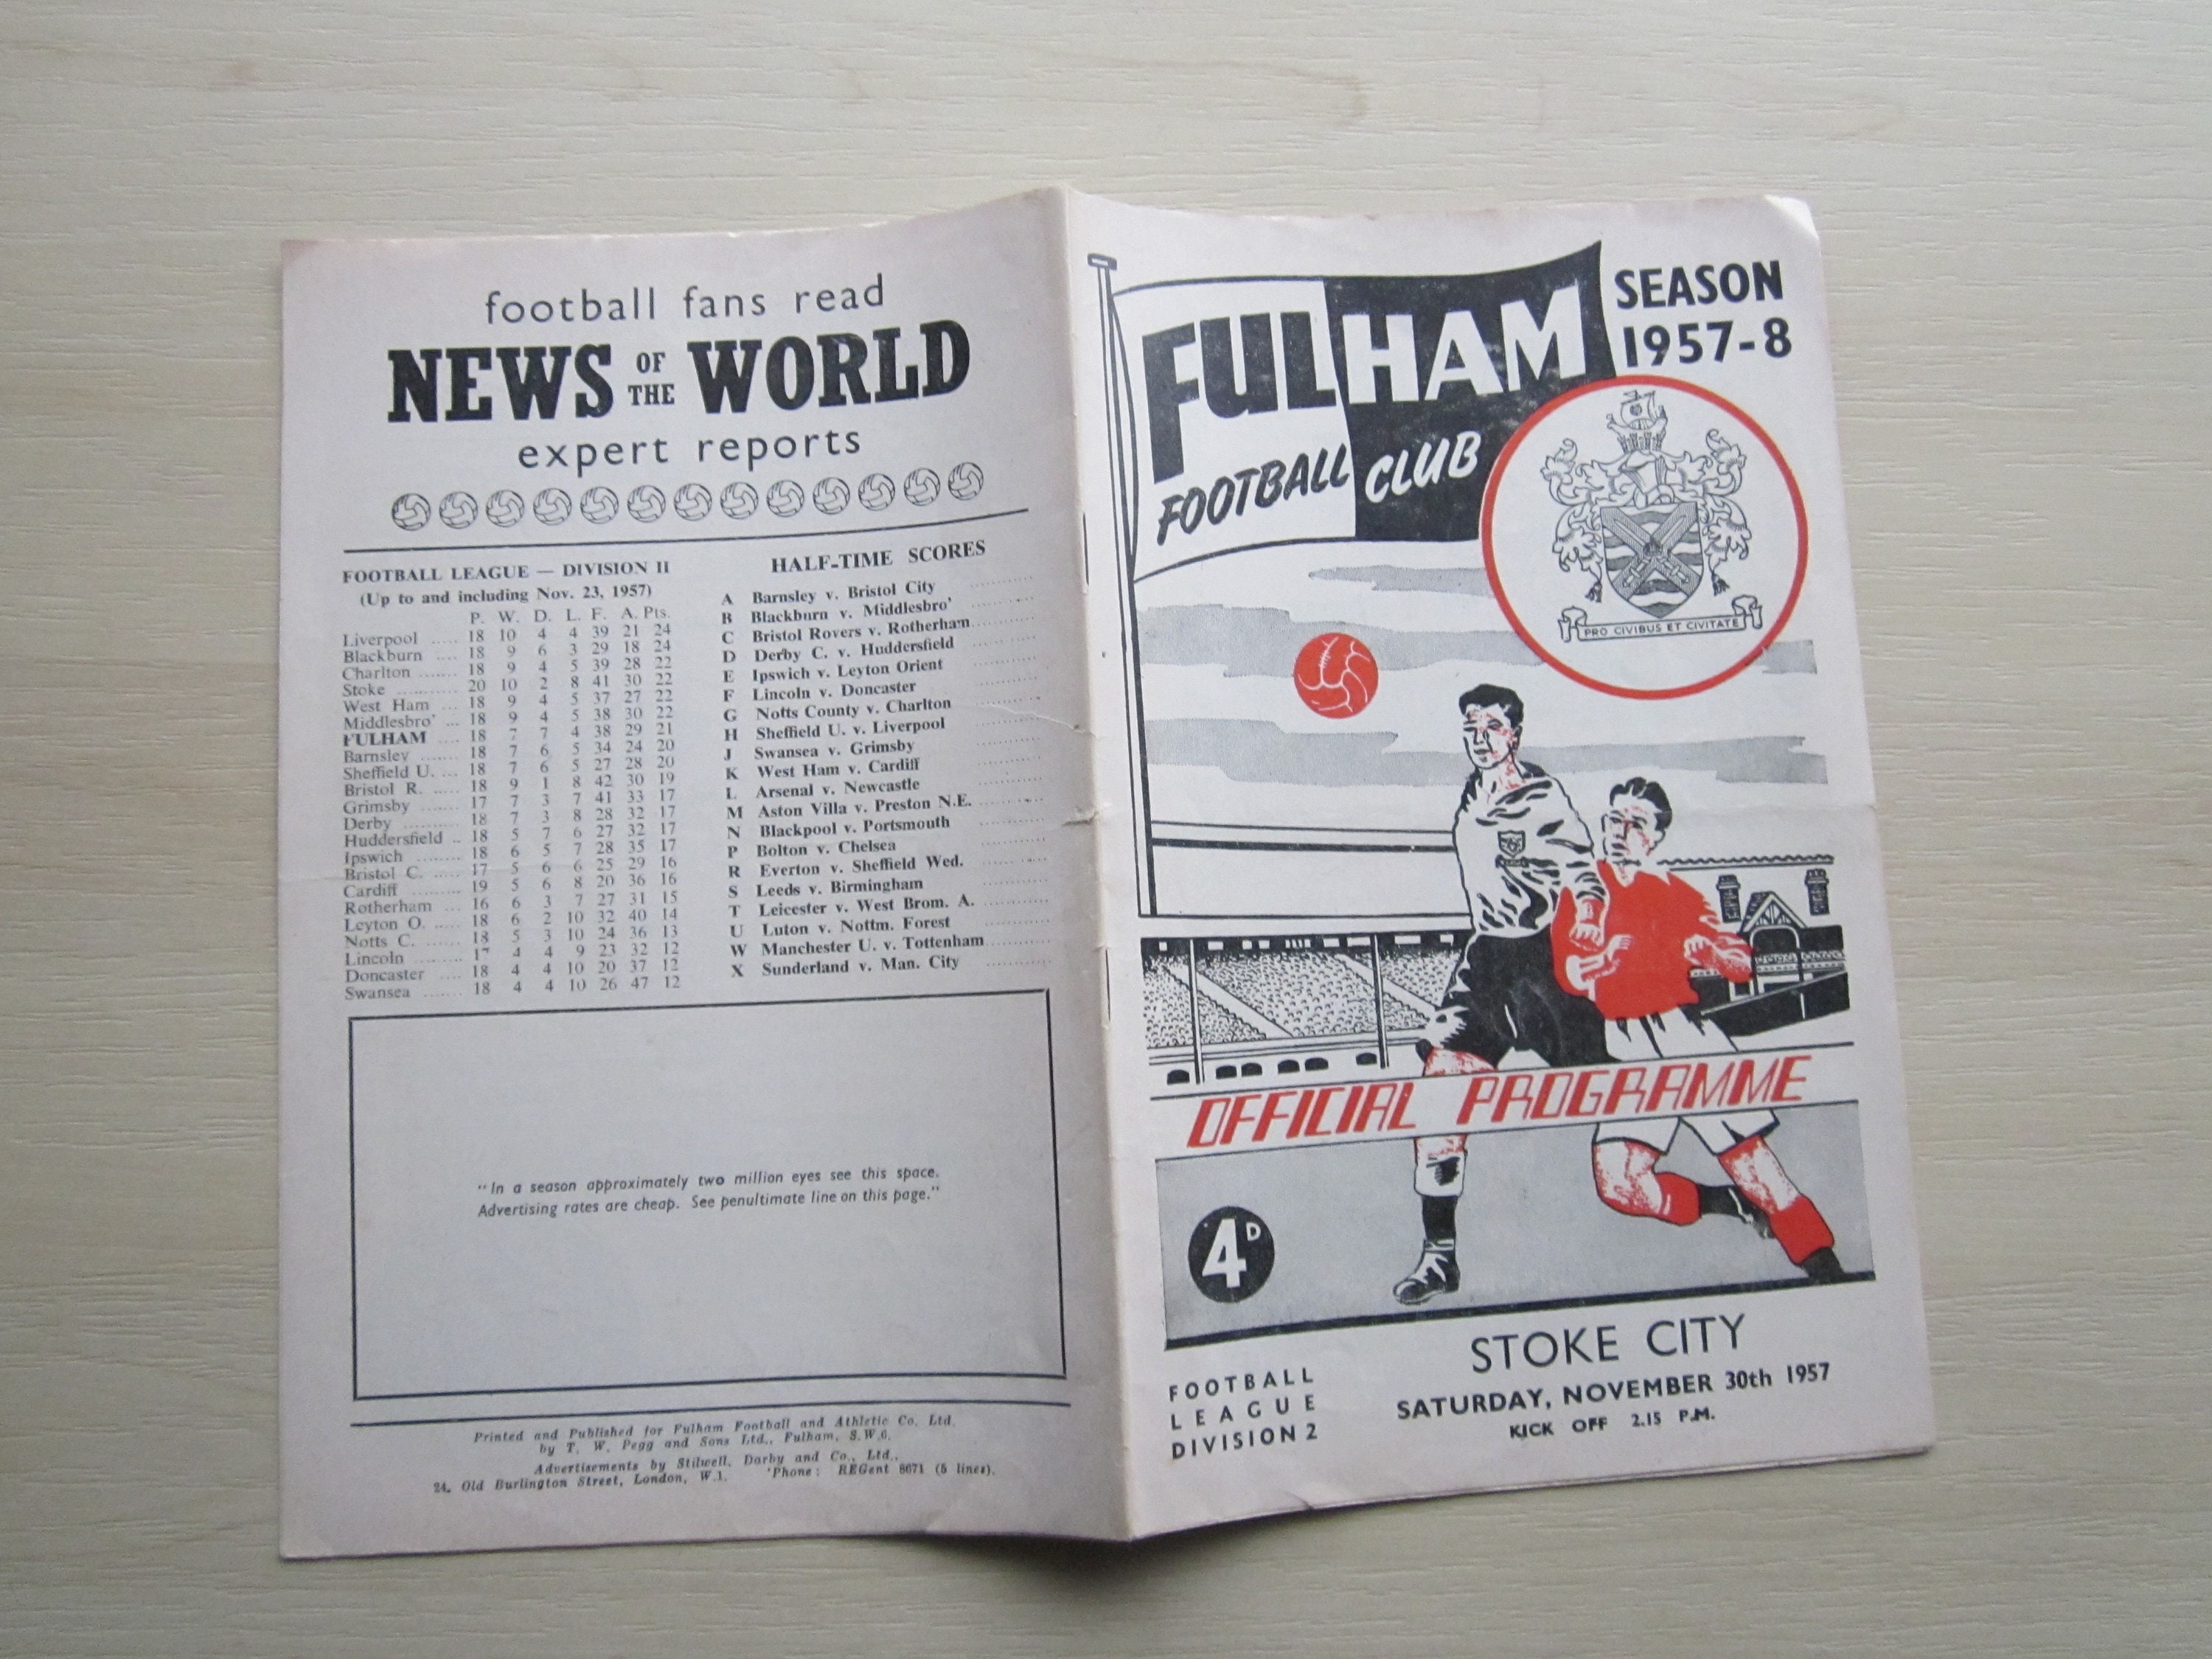 football fans read
NEWS OF THE WORLD
expert reports
FOOTBALL LEAGUE — DIVISION II
(Up to and including Nov. 23, 1957)
P. W. D. L. F. A. Pts.
Liverpool ..... 18 10 4 4 39 21 24
Blackburn .... 18 9 6 3 29 18 24
Charlton ....... 18 9 4 5 39 28 22
Stoke .......... 20 10 2 8 41 30 22
West Ham ... 18 9 4 5 37 27 22
Middlesbro' ... 18 9 4 5 38 30 22
FULHAM .... 18 7 7 4 38 29 21
Barnsley ...... 18 7 6 5 34 24 20
Sheffield U. ... 18 7 6 5 27 28 20
Bristol R. ..... 18 9 1 8 42 30 19
Grimsby ....... 17 7 3 7 41 33 17
Derby .......... 18 7 3 8 28 32 17
Huddersfield .. 18 5 7 6 27 32 17
Ipswich ........ 18 6 5 7 28 35 17
Bristol C. ..... 17 5 6 6 25 29 16
Cardiff ......... 19 5 6 8 20 36 16
Rotherham ... 16 6 3 7 27 31 15
Leyton O. ..... 18 6 2 10 32 40 14
Notts C. ...... 18 5 3 10 24 36 13
Lincoln ........ 17 4 4 9 23 32 12
Doncaster .... 18 4 4 10 20 37 12
Swansea ....... 18 4 4 10 26 47 12
HALF-TIME SCORES
A Barnsley v. Bristol City
B Blackburn v. Middlesbro'
C Bristol Rovers v. Rotherham
D Derby C. v. Huddersfield
E Ipswich v. Leyton Orient
F Lincoln v. Doncaster
G Notts County v. Charlton
H Sheffield U. v. Liverpool
J Swansea v. Grimsby
K West Ham v. Cardiff
L Arsenal v. Newcastle
M Aston Villa v. Preston N.E.
N Blackpool v. Portsmouth
P Bolton v. Chelsea
R Everton v. Sheffield Wed.
S Leeds v. Birmingham
T Leicester v. West Brom. A.
U Luton v. Nottm. Forest
W Manchester U. v. Tottenham
X Sunderland v. Man. City
"In a season approximately two million eyes see this space.
Advertising rates are cheap. See penultimate line on this page."
Printed and Published for Fulham Football and Athletic Co. Ltd.
by T. W. Pegg and Sons Ltd., Fulham, S.W.6.
Advertisements by Stilwell, Darby and Co., Ltd.,
24, Old Burlington Street, London, W.1. 'Phone: REGent 8671 (5 lines).
FULHAM
FOOTBALL CLUB
SEASON
1957-8
PRO CIVIBUS ET CIVITATE
OFFICIAL PROGRAMME
4D
FOOTBALL
LEAGUE
DIVISION 2
STOKE CITY
SATURDAY, NOVEMBER 30th 1957
KICK OFF 2.15 P.M.